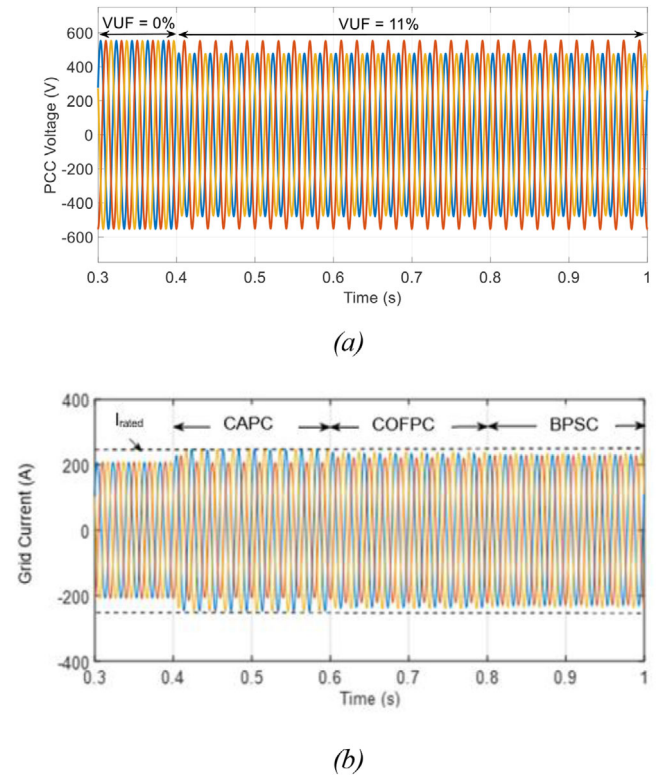 VUF = 0%
VUF = 11%
600
400
200
0
-200
-400
-600
PCC Voltage (V)
0.3 0.4 0.5 0.6 0.7 0.8 0.9 1
Time (s)
(a)
400
200
0
-200
-400
Grid Current (A)
Irated
CAPC
COFPC
BPSC
0.3 0.4 0.5 0.6 0.7 0.8 0.9 1
Time (s)
(b)